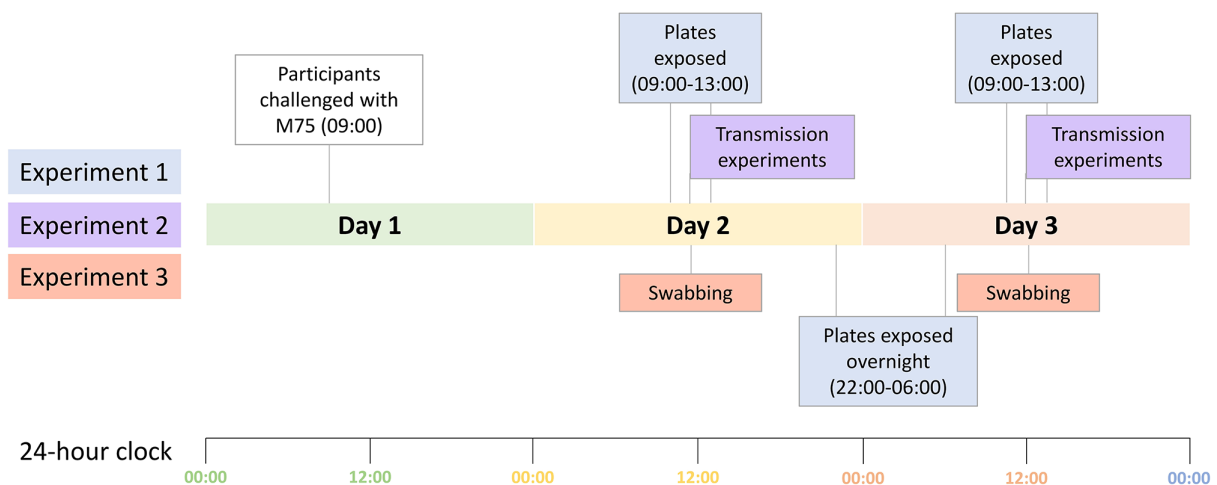 Plates
exposed
(09:00-13:00)
Plates
exposed
(09:00-13:00)
Participants
challenged with
M75 (09:00)
Transmission
experiments
Transmission
experiments
Experiment 1
Experiment 2
Experiment 3
Day 1
Day 2
Day 3
Swabbing
Swabbing
Plates exposed
overnight
(22:00-06:00)
24-hour clock
00:00
12:00
00:00
12:00
00:00
12:00
00:00